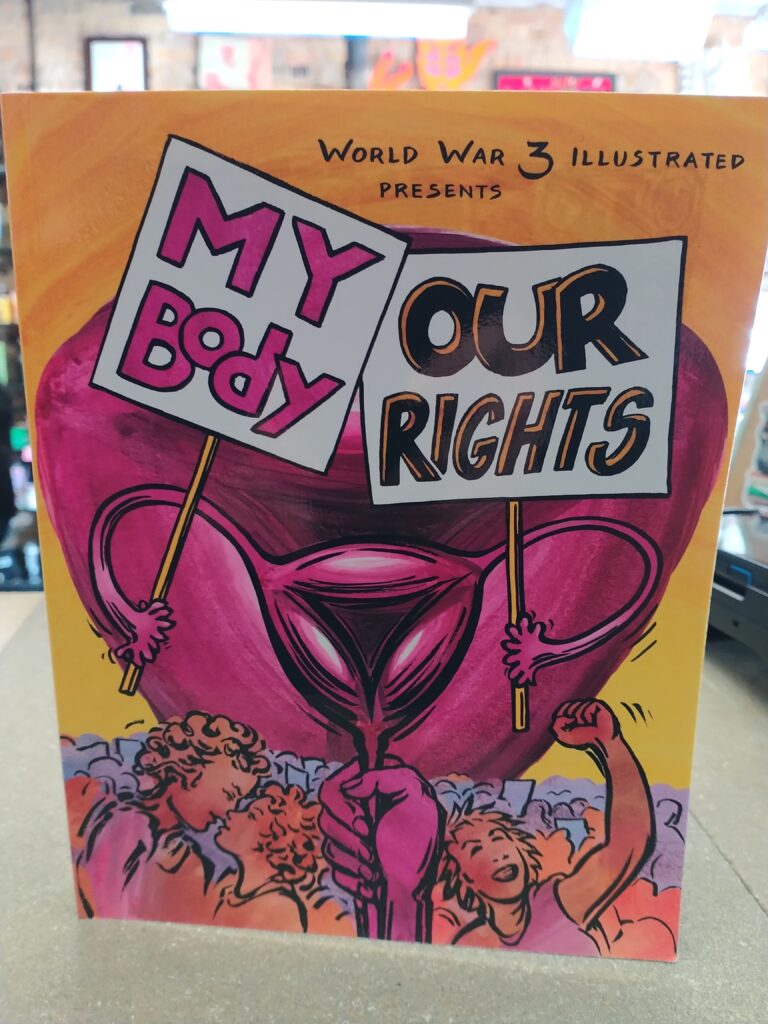 WORLD WAR 3 ILLUSTRATED
PRESENTS
MY
BODY
OUR
RIGHTS